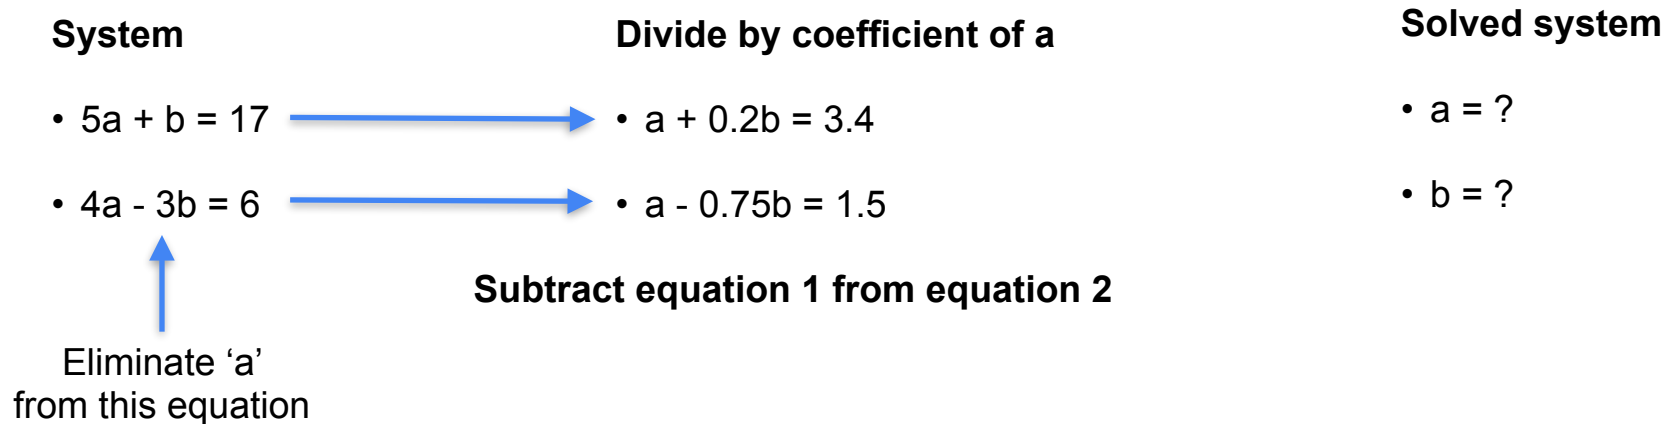 System
• 5a + b = 17
• 4a - 3b = 6
Eliminate ‘a’
from this equation
Divide by coefficient of a
• a + 0.2b = 3.4
• a - 0.75b = 1.5
Subtract equation 1 from equation 2
Solved system
• a = ?
• b = ?